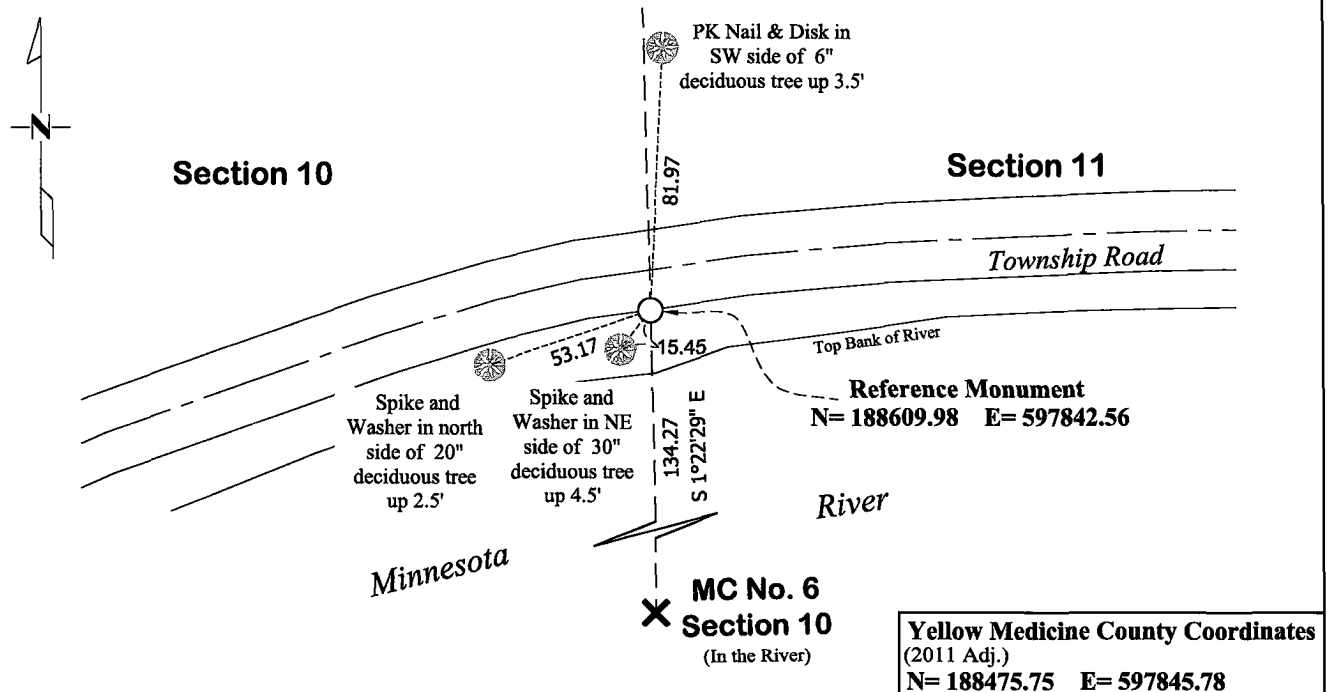 PK Nail & Disk in
SW side of 6"
deciduous tree up 3.5'
N
Section 10
Section 11
81.97
Township Road
53.17
15.45
Top Bank of River
Reference Monument
N= 188609.98 E= 597842.56
Spike and
Washer in north
side of 20"
deciduous tree
up 2.5'
Spike and
Washer in NE
side of 30"
deciduous tree
up 4.5'
134.27
S 1°22'29" E
Minnesota
River
MC No. 6
Section 10
(In the River)
Yellow Medicine County Coordinates
(2011 Adj.)
N= 188475.75 E= 597845.78